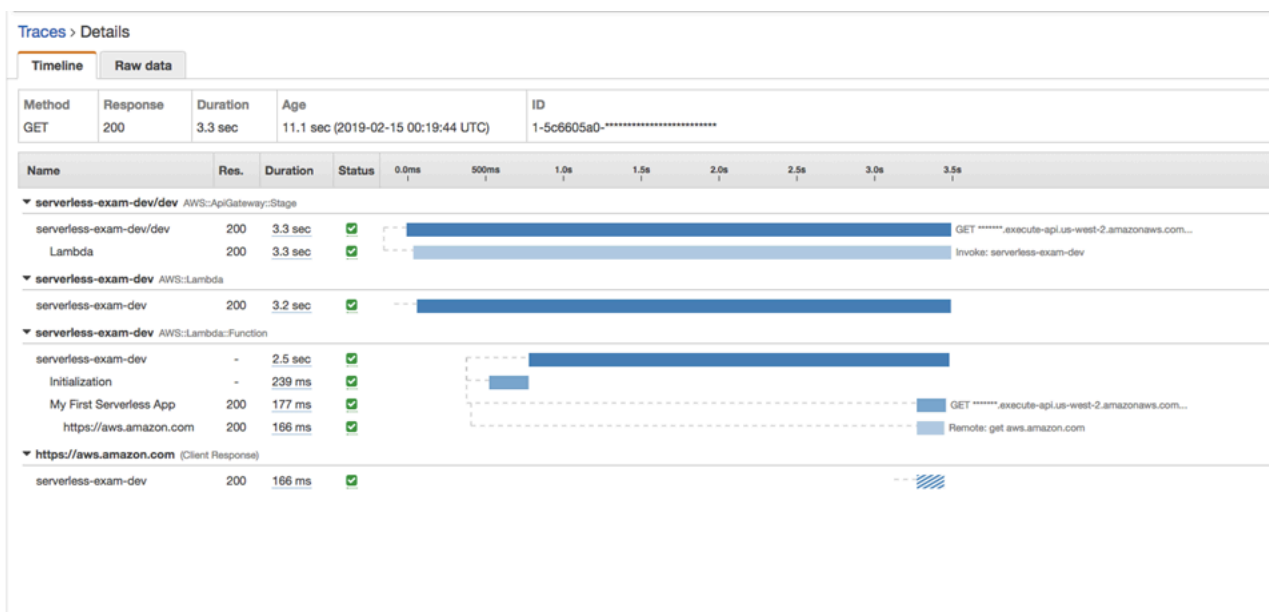 Traces > Details
Timeline Raw data
Method Response Duration Age ID
GET 200 3.3 sec 11.1 sec (2019-02-15 00:19:44 UTC) 1-5c6605a0-************************
Name Res. Duration Status 0.0ms 500ms 1.0s 1.5s 2.0s 2.5s 3.0s 3.5s
serverless-exam-dev/dev AWS::ApiGateway::Stage
serverless-exam-dev/dev 200 3.3 sec GET *******.execute-api.us-west-2.amazonaws.com...
Lambda 200 3.3 sec Invoke: serverless-exam-dev
serverless-exam-dev AWS::Lambda
serverless-exam-dev 200 3.2 sec
serverless-exam-dev AWS::Lambda::Function
serverless-exam-dev - 2.5 sec
Initialization - 239 ms
My First Serverless App 200 177 ms GET *******.execute-api.us-west-2.amazonaws.com...
https://aws.amazon.com 200 166 ms Remote: get aws.amazon.com
https://aws.amazon.com (Client Response)
serverless-exam-dev 200 166 ms